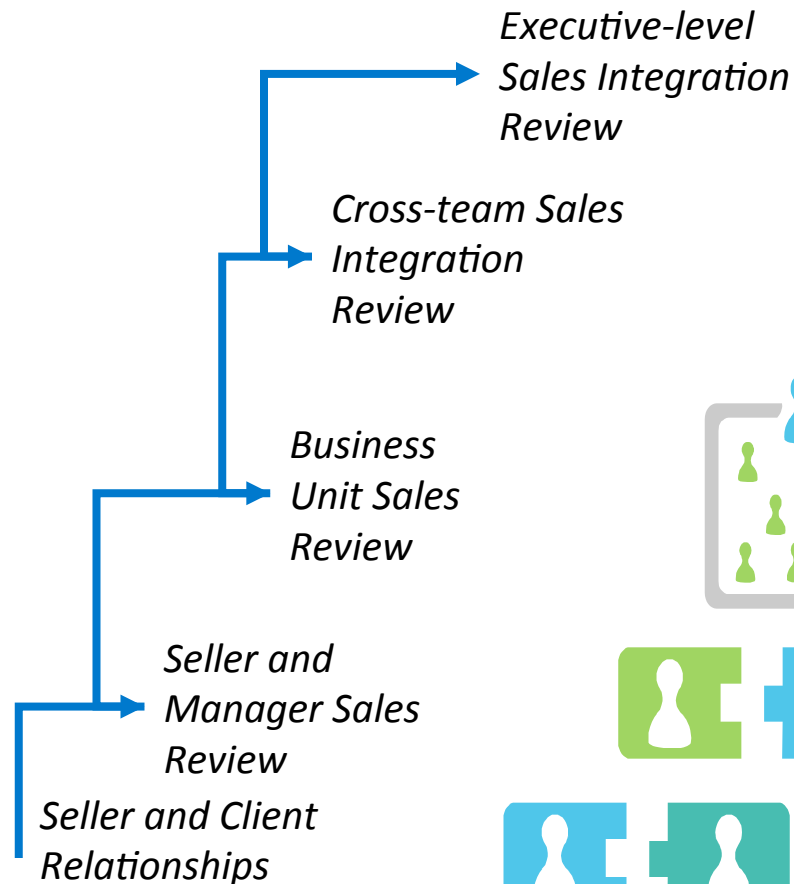 Executive-level
Sales Integration
Review
Cross-team Sales
Integration
Review
Business
Unit Sales
Review
Seller and
Manager Sales
Review
Seller and Client
Relationships